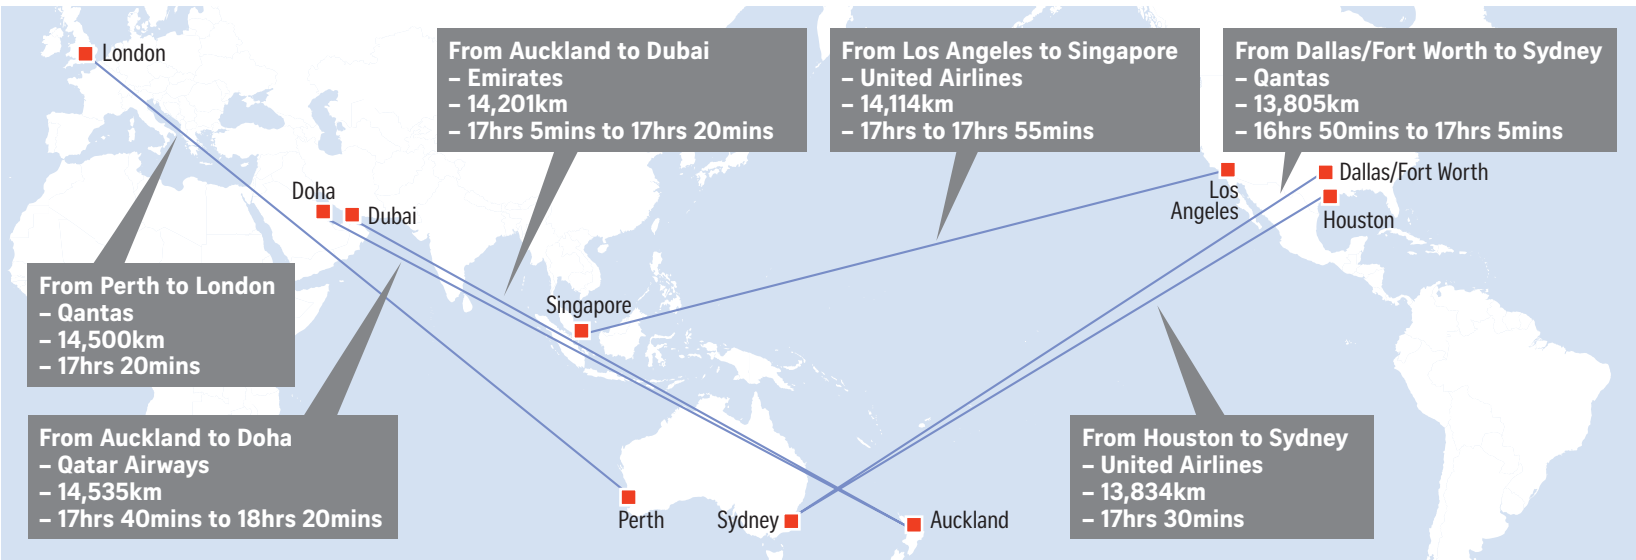 London
From Auckland to Dubai
– Emirates
– 14,201km
– 17hrs 5mins to 17hrs 20mins
From Los Angeles to Singapore
– United Airlines
– 14,114km
– 17hrs to 17hrs 55mins
From Dallas/Fort Worth to Sydney
– Qantas
– 13,805km
– 16hrs 50mins to 17hrs 5mins
Doha
Dubai
Los
Angeles
Dallas/Fort Worth
Houston
From Perth to London
– Qantas
– 14,500km
– 17hrs 20mins
Singapore
From Auckland to Doha
– Qatar Airways
– 14,535km
– 17hrs 40mins to 18hrs 20mins
Perth
Sydney
Auckland
From Houston to Sydney
– United Airlines
– 13,834km
– 17hrs 30mins